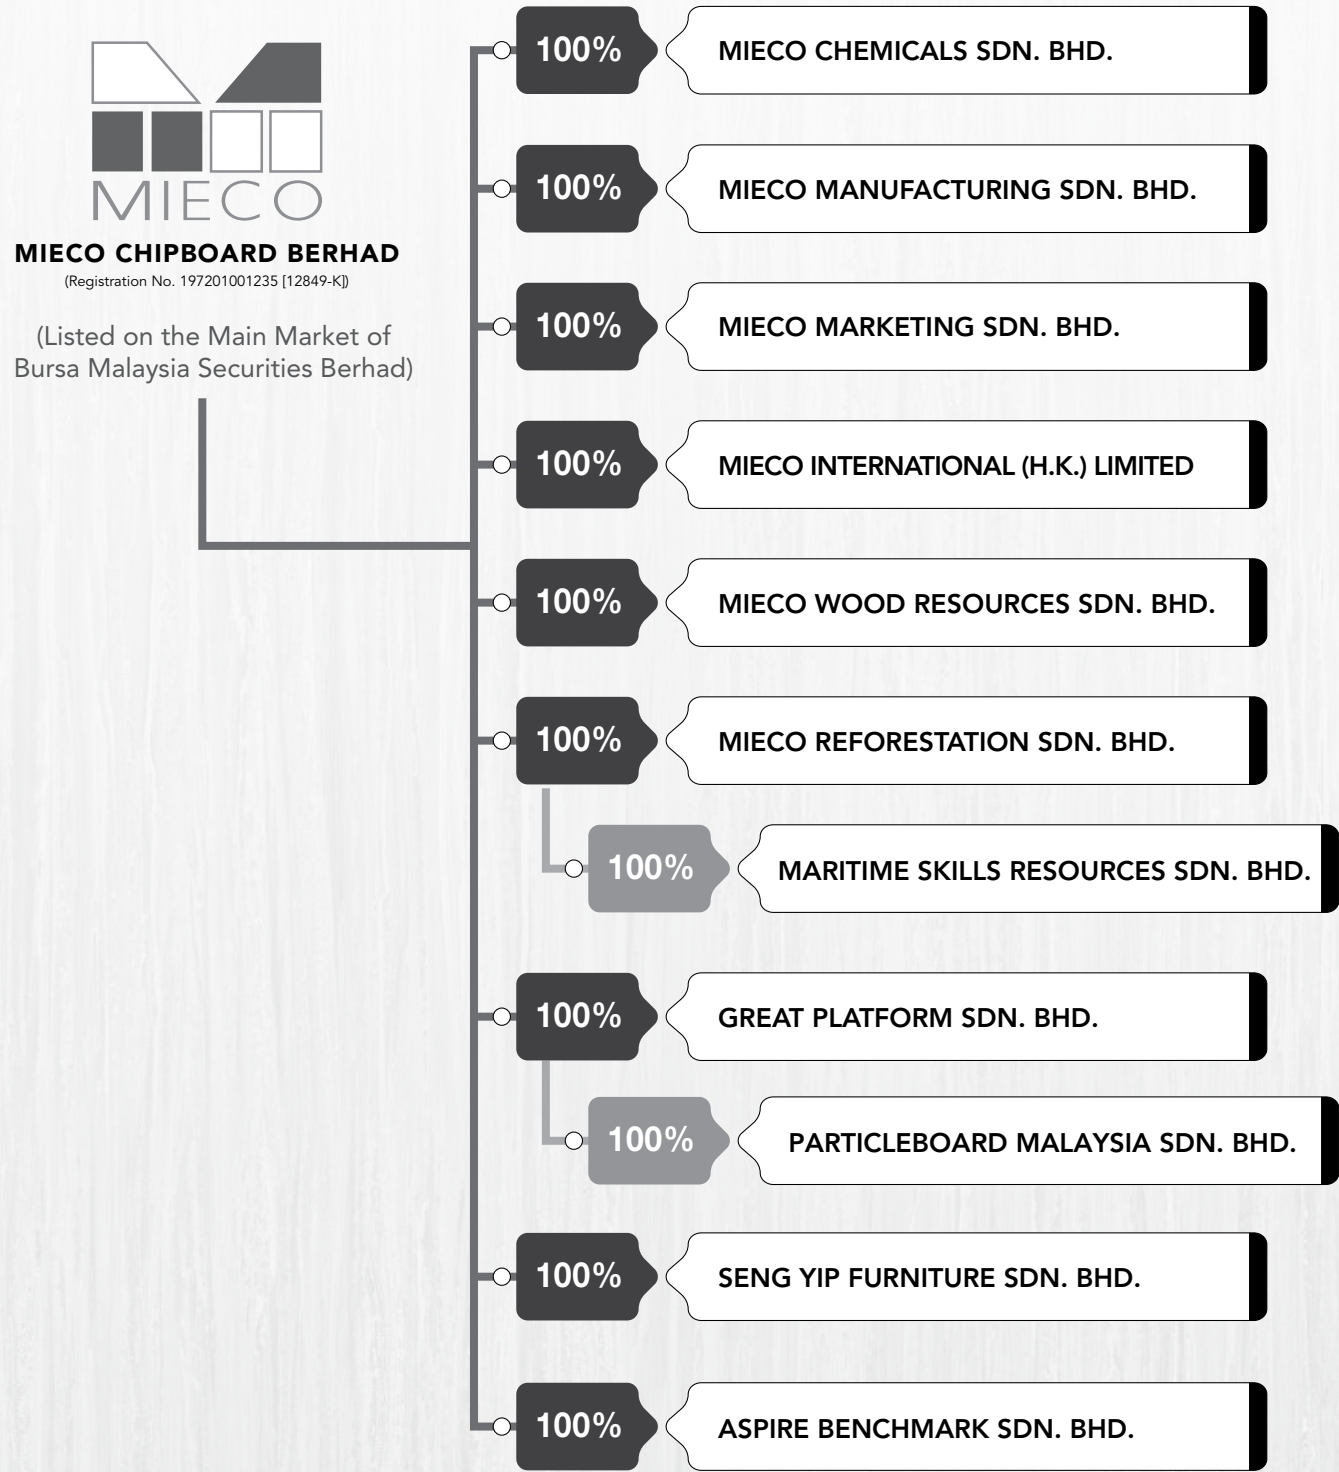 MIECO
MIECO CHIPBOARD BERHAD
(Registration No. 197201001235 [12849-K])
(Listed on the Main Market of
Bursa Malaysia Securities Berhad)
100% MIECO CHEMICALS SDN. BHD.
100% MIECO MANUFACTURING SDN. BHD.
100% MIECO MARKETING SDN. BHD.
100% MIECO INTERNATIONAL (H.K.) LIMITED
100% MIECO WOOD RESOURCES SDN. BHD.
100% MIECO REFORESTATION SDN. BHD.
100% MARITIME SKILLS RESOURCES SDN. BHD.
100% GREAT PLATFORM SDN. BHD.
100% PARTICLEBOARD MALAYSIA SDN. BHD.
100% SENG YIP FURNITURE SDN. BHD.
100% ASPIRE BENCHMARK SDN. BHD.